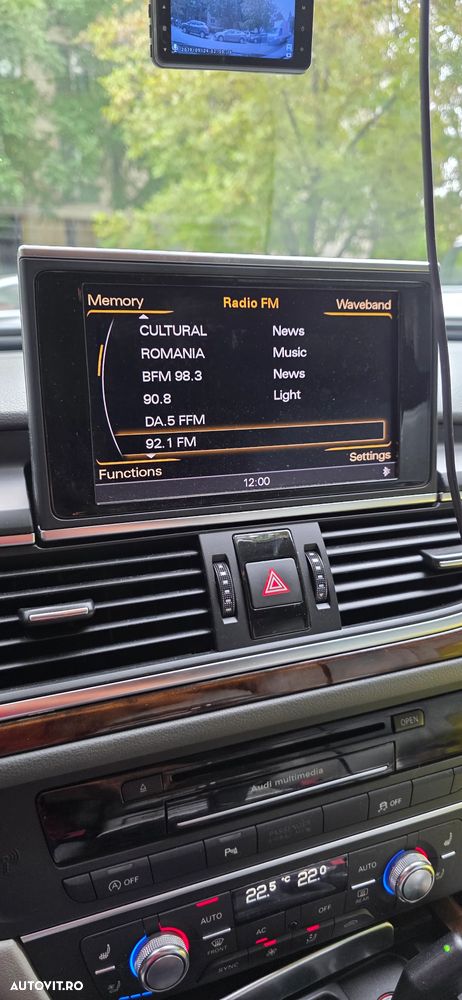 Memory Radio FM Waveband
CULTURAL News
ROMANIA Music
BFM 98.3 News
90.8 Light
DA.5 FFM
92.1 FM
Functions Settings
12:00
OPEN
Audi multimedia
OFF
OFF
P
AUTO 22.5 °C 22.0 AUTO
FRONT AC OFF REAR
SYNC
AUTOVIT.RO